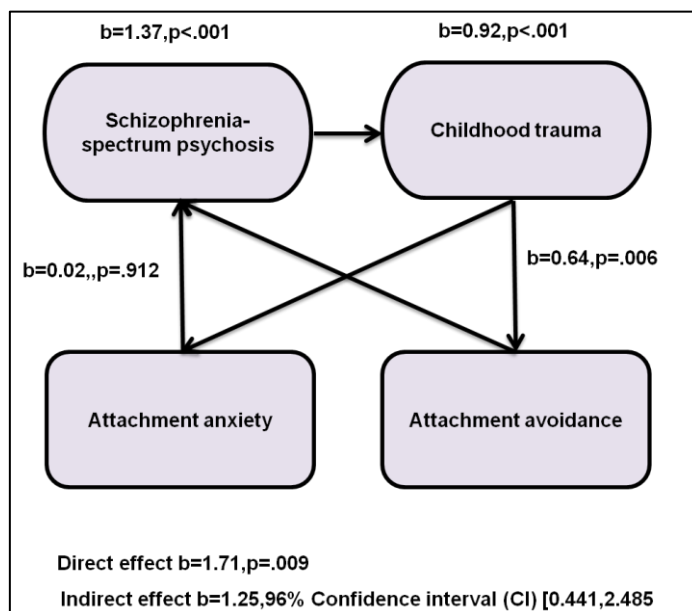 b=1.37,p<.001
b=0.92,p<.001
Schizophrenia-
spectrum psychosis
Childhood trauma
b=0.02,,p=.912
b=0.64,p=.006
Attachment anxiety
Attachment avoidance
Direct effect b=1.71,p=.009
Indirect effect b=1.25,96% Confidence interval (CI) [0.441,2.485